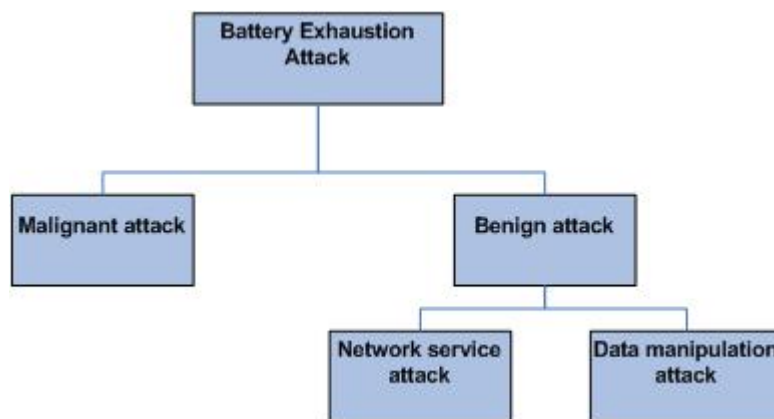 Battery Exhaustion
Attack
Malignant attack
Benign attack
Network service
attack
Data manipulation
attack